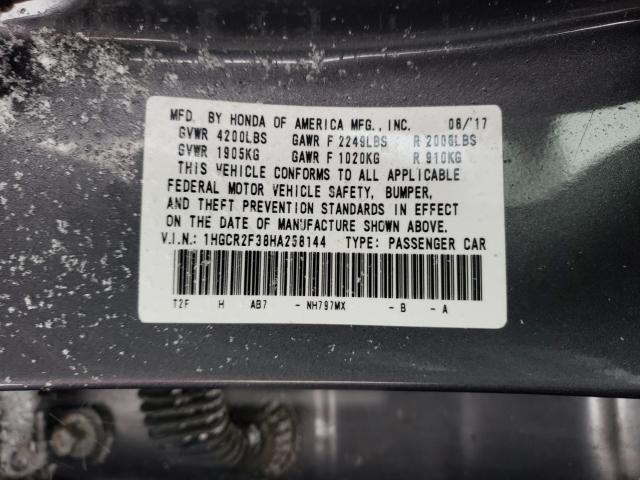 MFD. BY HONDA OF AMERICA MFG., INC. 06/'17
GVWR 4200LBS GAWR F 2249LBS R 2006LBS
GVWR 1905KG GAWR F 1020KG R 910KG
THIS VEHICLE CONFORMS TO ALL APPLICABLE
FEDERAL MOTOR VEHICLE SAFETY, BUMPER,
AND THEFT PREVENTION STANDARDS IN EFFECT
ON THE DATE OF MANUFACTURE SHOWN ABOVE.
V.I.N.: 1HGCR2F38HA258144 TYPE: PASSENGER CAR
T2F H AB7 - NH797MX - B - A